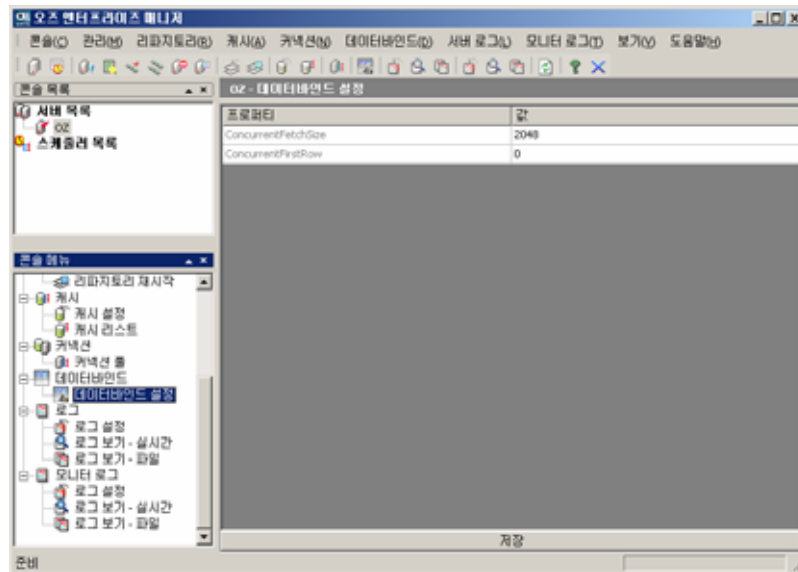 오즈 엔터프라이즈 매니저
콘솔(C) 관리(M) 리파지토리(R) 캐시(A) 커넥션(N) 데이터바인드(D) 서버 로그(L) 모니터 로그(T) 보기(V) 도움말(H)
콘솔 목록
서버 목록
oz
스케줄러 목록
콘솔 메뉴
리파지토리 재시작
캐시
캐시 설정
캐시 리스트
커넥션
커넥션 풀
데이터바인드
데이터바인드 설정
로그
로그 설정
로그 보기 - 실시간
로그 보기 - 파일
모니터 로그
로그 설정
로그 보기 - 실시간
로그 보기 - 파일
oz - 데이터바인드 설정
프로퍼티 값
ConcurrentFetchSize 2048
ConcurrentFirstRow 0
저장
준비